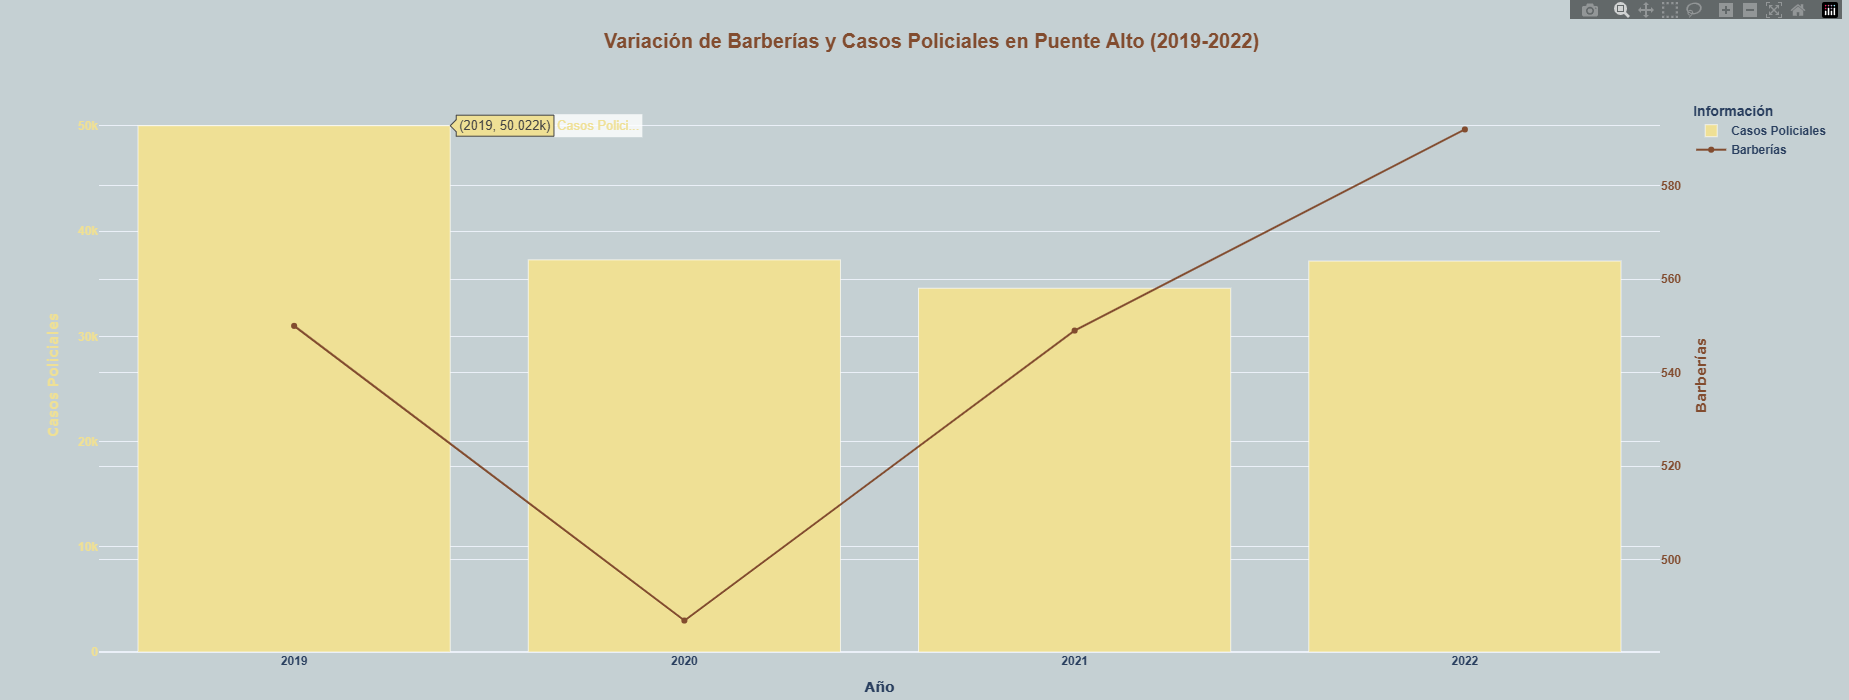 Variación de Barberías y Casos Policiales en Puente Alto (2019-2022)
Información
Casos Policiales
Barberías
(2019, 50.022k)
Casos Polici...
50k
40k
30k
20k
10k
0
Casos Policiales
580
560
540
520
500
Barberías
2019
2020
2021
2022
Año